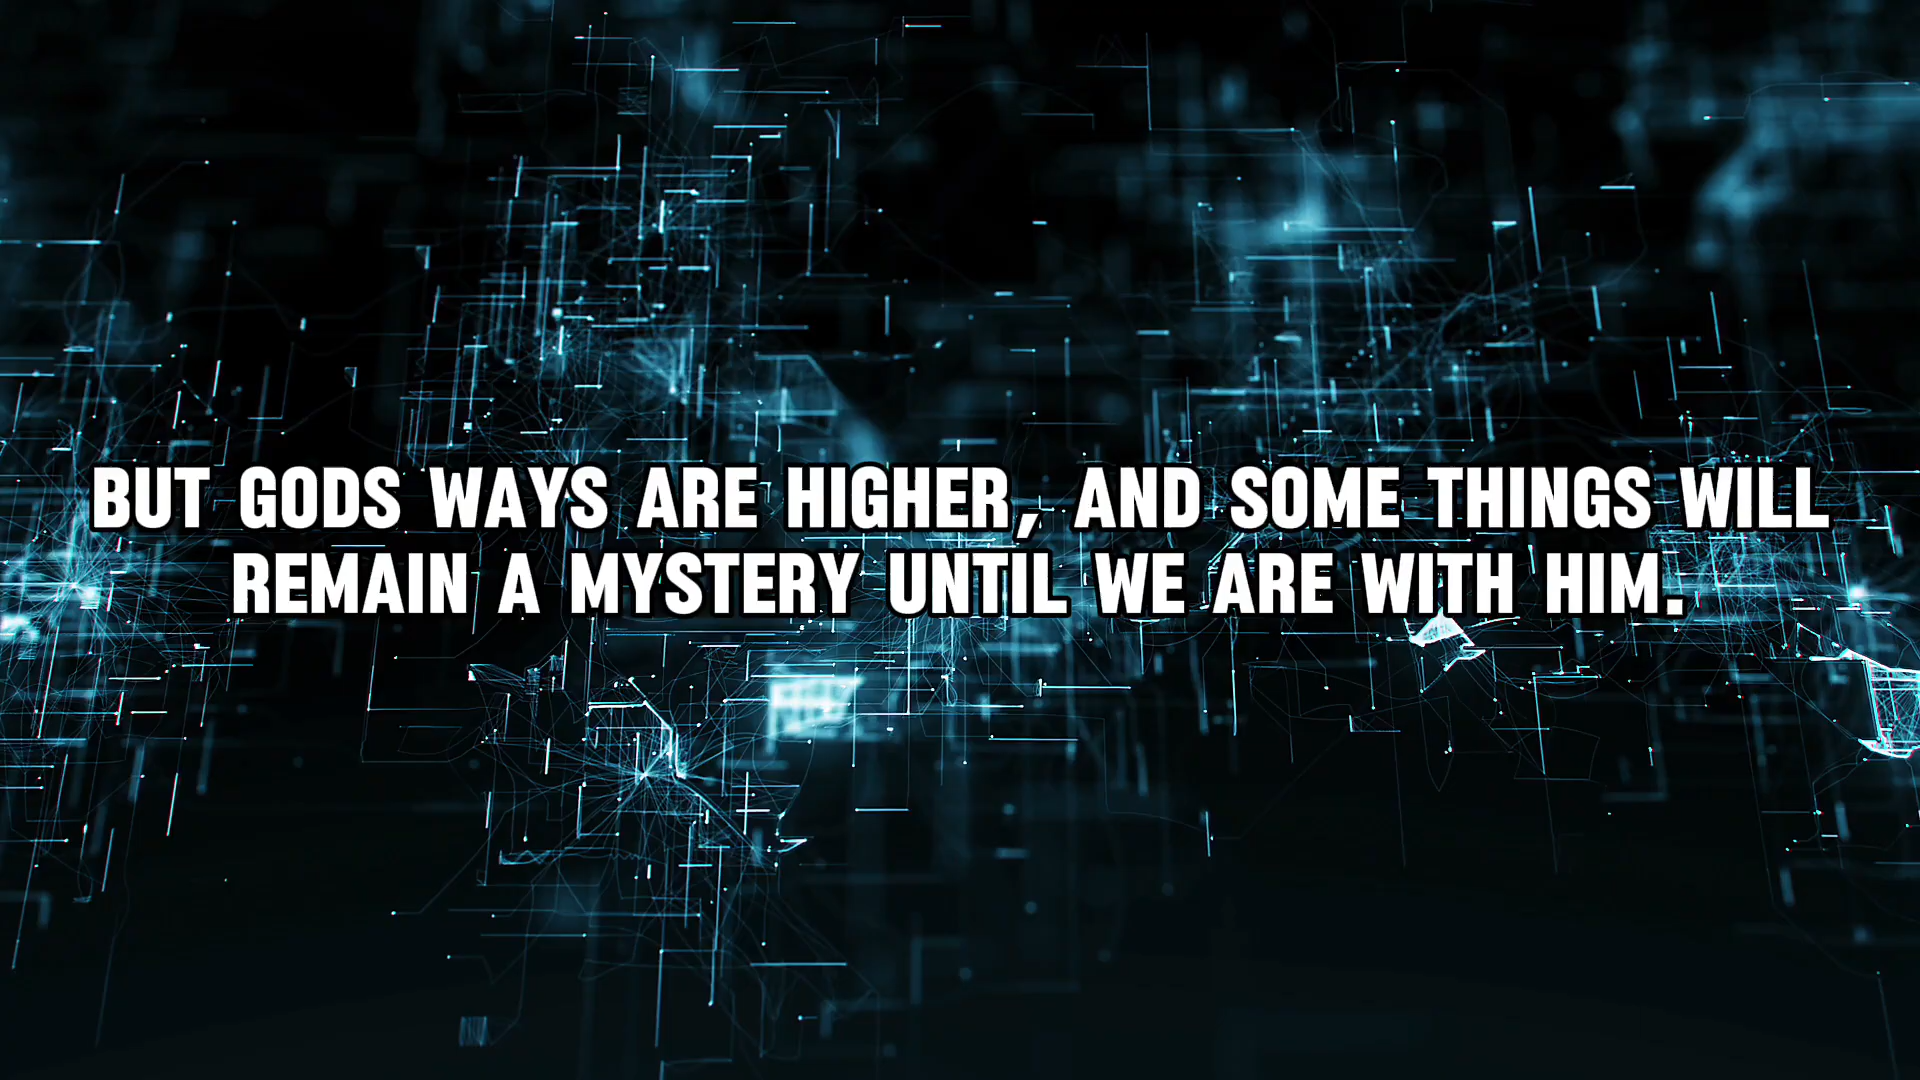 BUT GODS WAYS ARE HIGHER, AND SOME THINGS WILL
REMAIN A MYSTERY UNTIL WE ARE WITH HIM.